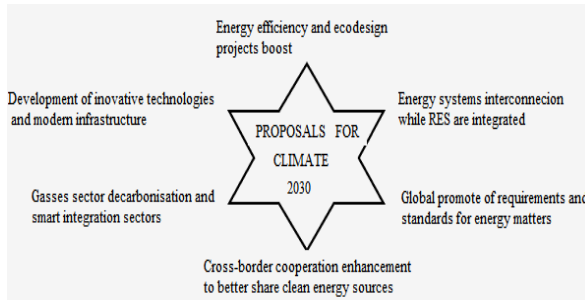 Energy efficiency and ecodesign
projects boost
Development of inovative technologies
and modern infrastructure
Energy systems interconnecion
while RES are integrated
PROPOSALS FOR
CLIMATE
2030
Gasses sector decarbonisation and
smart integration sectors
Global promote of requirements and
standards for energy matters
Cross-border cooperation enhancement
to better share clean energy sources